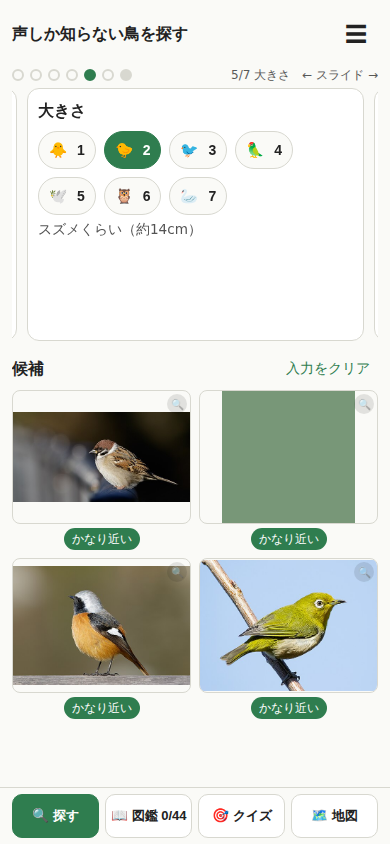 声しか知らない鳥を探す
☰
5/7 大きさ ← スライド →
大きさ
1 2 3 4
5 6 7
スズメくらい（約14cm）
候補 入力をクリア
かなり近い かなり近い
かなり近い かなり近い
探す 図鑑 0/44 クイズ 地図